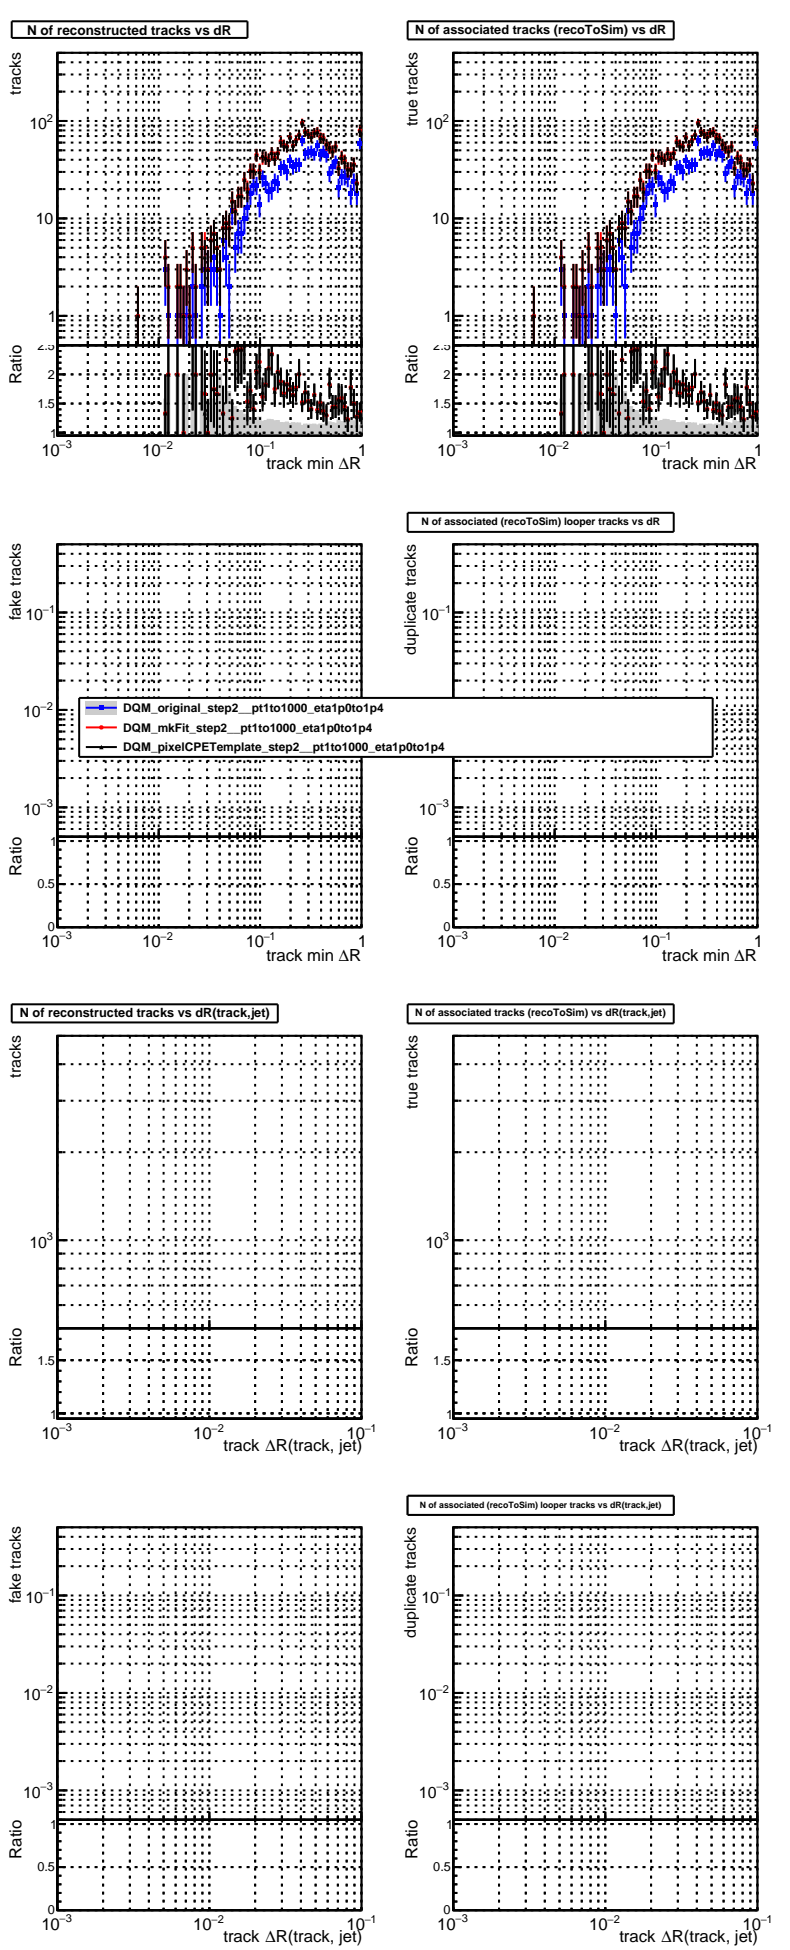 N of reconstructed tracks vs dR
N of associated tracks (recoToSim) vs dR
tracks
10²
10
1
Ratio
2.5
2
1.5
1
10⁻³
10⁻²
10⁻¹
1
track min ΔR
true tracks
10²
10
1
Ratio
2.5
2
1.5
1
10⁻³
10⁻²
10⁻¹
1
track min ΔR
N of associated (recoToSim) looper tracks vs dR
fake tracks
10⁻¹
10⁻²
10⁻³
Ratio
1
0.5
0
10⁻³
10⁻²
10⁻¹
1
track min ΔR
duplicate tracks
10⁻¹
10⁻³
Ratio
1
0.5
0
10⁻³
10⁻²
10⁻¹
1
track min ΔR
DQM_original_step2__pt1to1000_eta1p0to1p4
DQM_mkFit_step2__pt1to1000_eta1p0to1p4
DQM_pixelCPETemplate_step2__pt1to1000_eta1p0to1p4
N of reconstructed tracks vs dR(track,jet)
N of associated tracks (recoToSim) vs dR(track,jet)
tracks
10³
Ratio
1.5
1
10⁻³
10⁻²
10⁻¹
track ΔR(track, jet)
true tracks
10³
Ratio
1.5
1
10⁻³
10⁻²
10⁻¹
track ΔR(track, jet)
N of associated (recoToSim) looper tracks vs dR(track,jet)
fake tracks
10⁻¹
10⁻²
10⁻³
Ratio
1
0.5
0
10⁻³
10⁻²
10⁻¹
track ΔR(track, jet)
duplicate tracks
10⁻¹
10⁻²
10⁻³
Ratio
1
0.5
0
10⁻³
10⁻²
10⁻¹
track ΔR(track, jet)